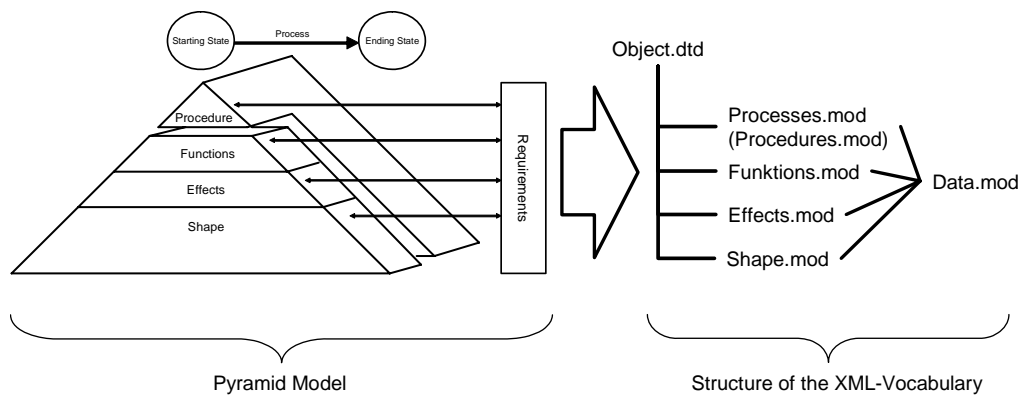 Starting State
Process
Ending State
Procedure
Functions
Effects
Shape
Requirements
Object.dtd
Processes.mod
(Procedures.mod)
Funktions.mod
Effects.mod
Shape.mod
Data.mod
Pyramid Model
Structure of the XML-Vocabulary